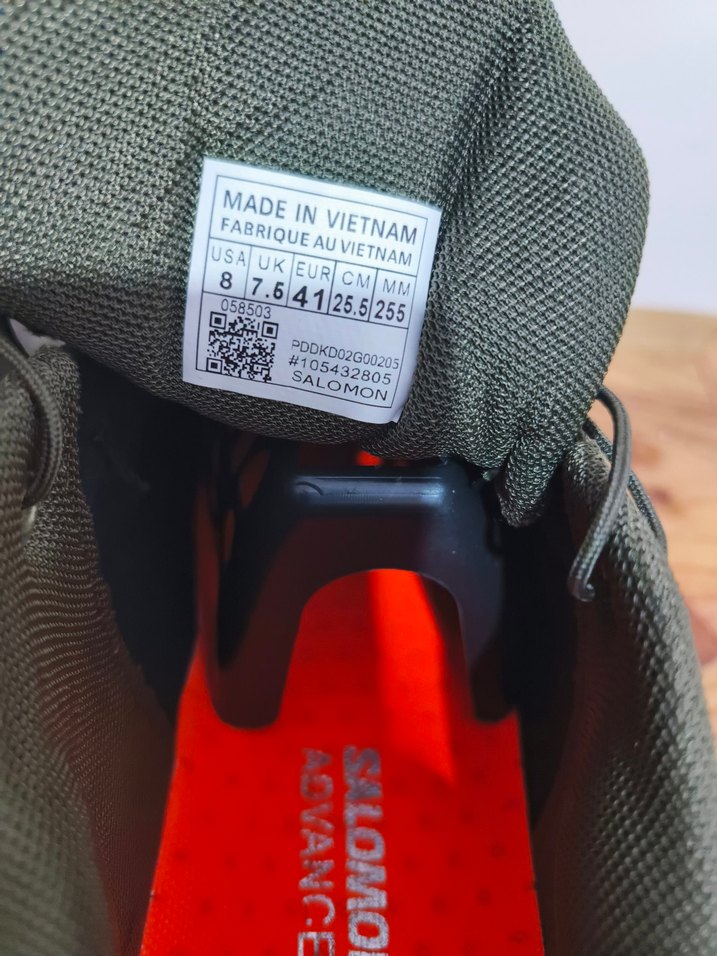 MADE IN VIETNAM
FABRIQUE AU VIETNAM
USA UK EUR CM MM
8 7.5 41 25.5 255
058503
PDDKD02G00205
#105432805
SALOMON
SALOMON
ADVANCE